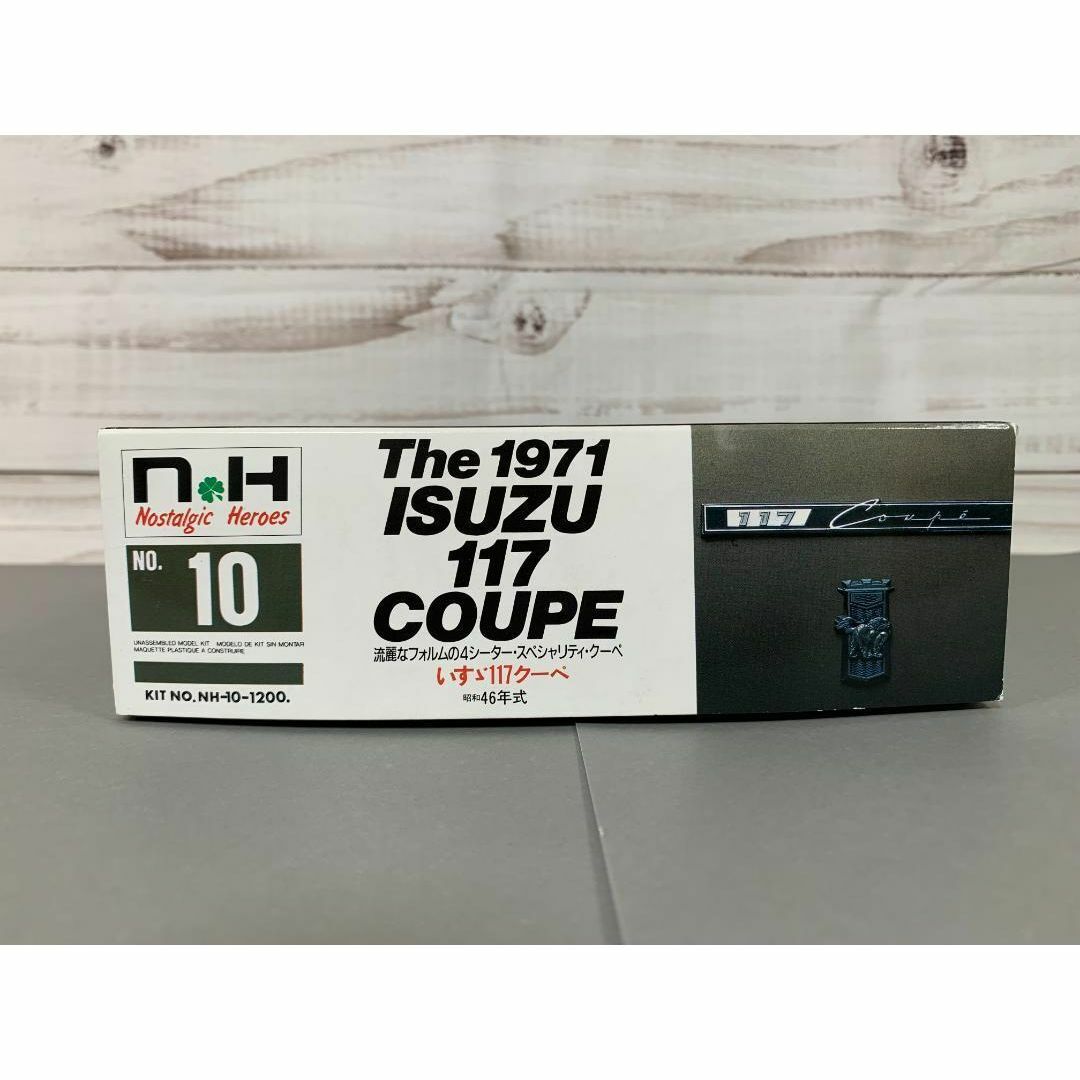 n H
Nostalgic Heroes
NO. 10
UNASSEMBLED MODEL KIT MODELO DE KIT SIN MONTAR
MAQUETTE PLASTIQUE A CONSTRUIRE
KIT NO. NH-10-1200.
The 1971
ISUZU
117
COUPE
流麗なフォルムの4シーター・スペシャリティ・クーペ
いすゞ117クーペ
昭和46年式
117 Coupé